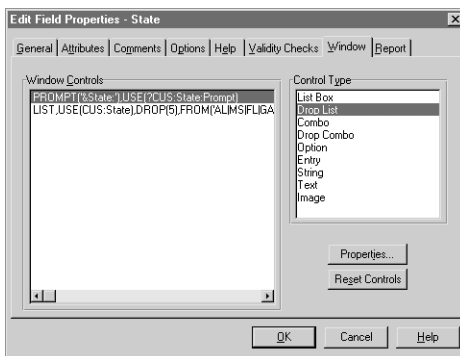 Edit Field Properties - State
General Attributes Comments Options Help Validity Checks Window Report
Window Controls
PROMPT('&State:'),USE(?CUS:State:Prompt)
LIST,USE(CUS:State),DROP(5),FROM('AL|MS|FL|GA
Control Type
List Box
Drop List
Combo
Drop Combo
Option
Entry
String
Text
Image
Properties...
Reset Controls
OK Cancel Help